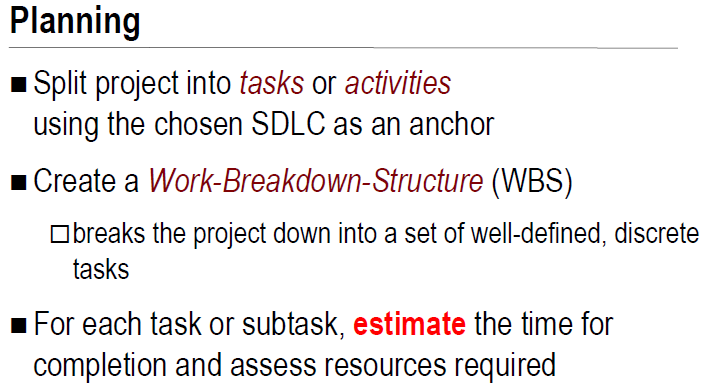 Planning
■ Split project into tasks or activities
using the chosen SDLC as an anchor
■ Create a Work-Breakdown-Structure (WBS)
□ breaks the project down into a set of well-defined, discrete
tasks
■ For each task or subtask, estimate the time for
completion and assess resources required